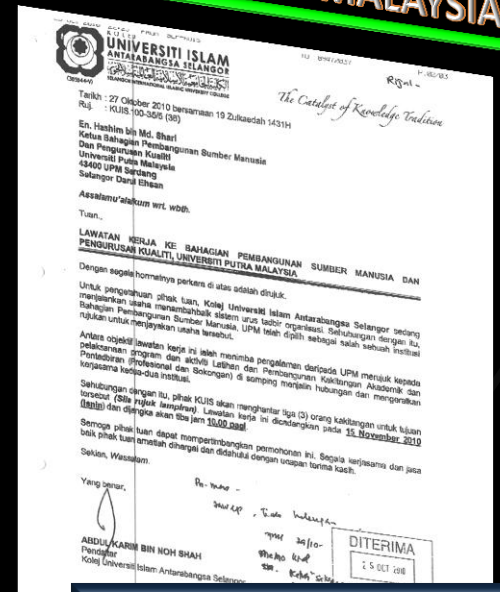 MALAYSIA
UNIVERSITI ISLAM
ANTARABANGSA SELANGOR
Rizal -
The Catalyst of Knowledge Tradition
Tarikh : 27 Oktober 2010 bersamaan 19 Zulkaedah 1431H
Ruj. : KUIS.100-35/5 (36)
En. Hashim bin Md. Shari
Ketua Bahagian Pembangunan Sumber Manusia
Dan Pengurusan Kualiti
Universiti Putra Malaysia
43400 UPM Serdang
Selangor Darul Ehsan
Assalamu'alaikum wrt. wbth.
Tuan,
LAWATAN KERJA KE BAHAGIAN PEMBANGUNAN SUMBER MANUSIA DAN
PENGURUSAN KUALITI, UNIVERSITI PUTRA MALAYSIA
Dengan segala hormatnya perkara di atas adalah dirujuk.
Untuk pengetahuan pihak tuan, Kolej Universiti Islam Antarabangsa Selangor sedang
menjalankan usaha menambahbaik sistem urus tadbir organisasi. Sehubungan dengan itu,
Bahagian Pembangunan Sumber Manusia, UPM telah dipilih sebagai salah sebuah institusi
rujukan untuk menjayakan usaha tersebut.
Antara objektif lawatan kerja ini ialah menimba pengalaman daripada UPM merujuk kepada
pelaksanaan program dan aktiviti Latihan dan Pembangunan Kakitangan Akademik dan
Pentadbiran (Profesional dan Sokongan) di samping menjalin hubungan dan mengeratkan
kerjasama kedua-dua institusi.
Sehubungan dengan itu, pihak KUIS akan menghantar tiga (3) orang kakitangan untuk tujuan
tersebut (Sila rujuk lampiran). Lawatan kerja ini dicadangkan pada 15 November 2010
(Isnin) dan dijangka akan tiba jam 10.00 pagi.
Semoga pihak tuan dapat mempertimbangkan permohonan ini. Segala kerjasama dan jasa
baik pihak tuan amatlah dihargai dan didahului dengan ucapan terima kasih.
Sekian, Wassalam.
Yang benar,
ABDUL KARIM BIN NOH SHAH
Pendaftar
Kolej Universiti Islam Antarabangsa Selangor
DITERIMA
25 OCT 2010